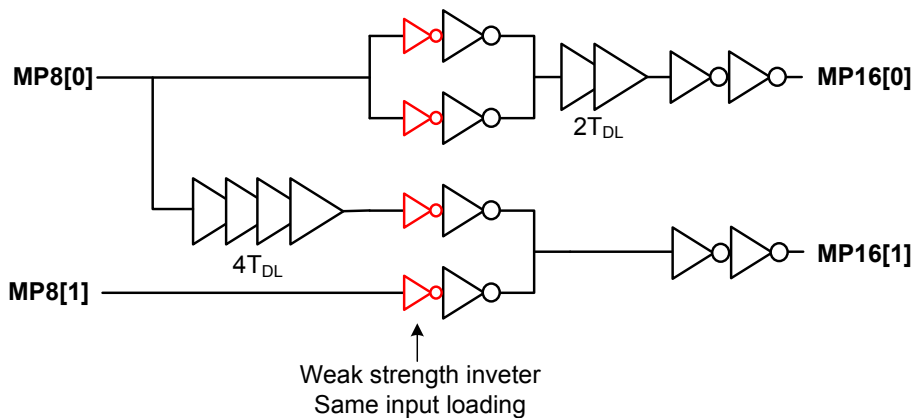 MP8[0]
2TDL
MP16[0]
4TDL
MP16[1]
MP8[1]
Weak strength inveter
Same input loading